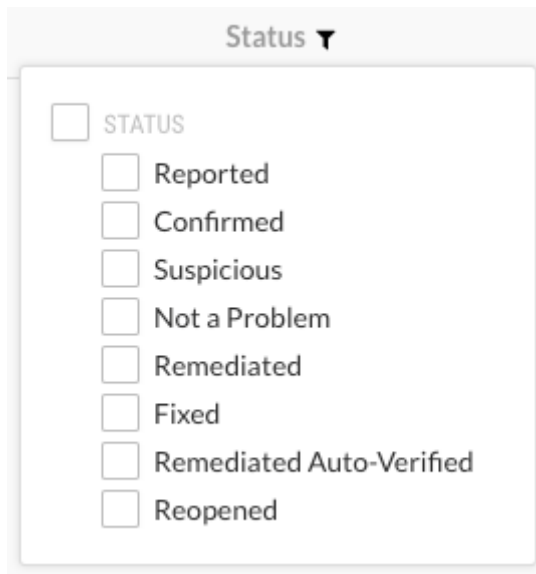 Status
STATUS
Reported
Confirmed
Suspicious
Not a Problem
Remediated
Fixed
Remediated Auto-Verified
Reopened